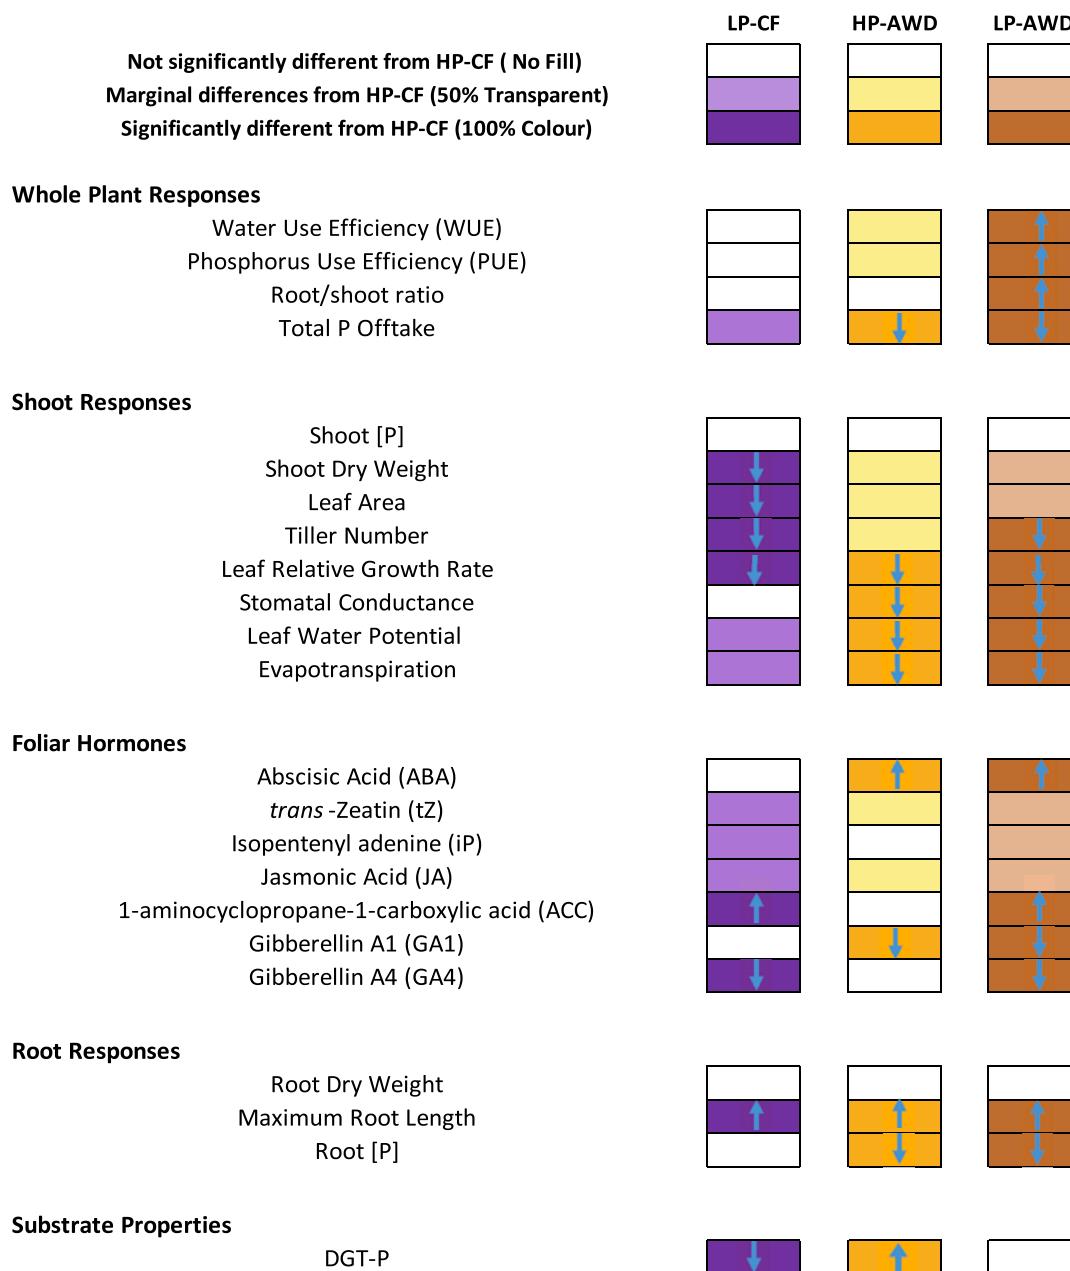 LP-CF HP-AWD LP-AWD
Not significantly different from HP-CF ( No Fill)
Marginal differences from HP-CF (50% Transparent)
Significantly different from HP-CF (100% Colour)
Whole Plant Responses
Water Use Efficiency (WUE)
Phosphorus Use Efficiency (PUE)
Root/shoot ratio
Total P Offtake
Shoot Responses
Shoot [P]
Shoot Dry Weight
Leaf Area
Tiller Number
Leaf Relative Growth Rate
Stomatal Conductance
Leaf Water Potential
Evapotranspiration
Foliar Hormones
Abscisic Acid (ABA)
trans -Zeatin (tZ)
Isopentenyl adenine (iP)
Jasmonic Acid (JA)
1-aminocyclopropane-1-carboxylic acid (ACC)
Gibberellin A1 (GA1)
Gibberellin A4 (GA4)
Root Responses
Root Dry Weight
Maximum Root Length
Root [P]
Substrate Properties
DGT-P